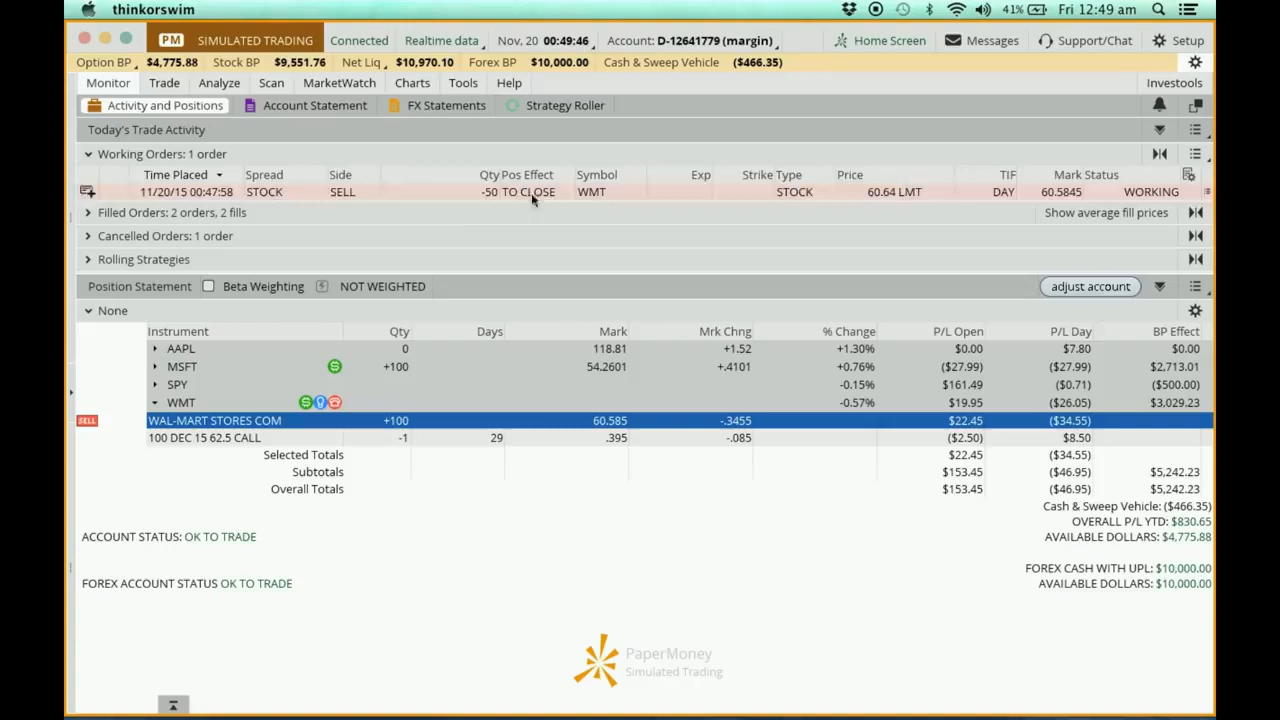 thinkorswim 41% Fri 12:49 am
PM SIMULATED TRADING Connected Realtime data Nov, 20 00:49:46 Account: D-12641779 (margin) Home Screen Messages Support/Chat Setup
Option BP $4,775.88 Stock BP $9,551.76 Net Liq $10,970.10 Forex BP $10,000.00 Cash & Sweep Vehicle ($466.35)
Monitor Trade Analyze Scan MarketWatch Charts Tools Help Investools
Activity and Positions Account Statement FX Statements Strategy Roller
Today's Trade Activity
Working Orders: 1 order
Time Placed Spread Side Qty Pos Effect Symbol Exp Strike Type Price TIF Mark Status
11/20/15 00:47:58 STOCK SELL -50 TO CLOSE WMT STOCK 60.64 LMT DAY 60.5845 WORKING
Filled Orders: 2 orders, 2 fills Show average fill prices
Cancelled Orders: 1 order
Rolling Strategies
Position Statement Beta Weighting NOT WEIGHTED adjust account
None
Instrument Qty Days Mark Mrk Chng % Change P/L Open P/L Day BP Effect
AAPL 0 118.81 +1.52 +1.30% $0.00 $7.80 $0.00
MSFT S +100 54.2601 +.4101 +0.76% ($27.99) ($27.99) $2,713.01
SPY -0.15% $161.49 ($0.71) ($500.00)
WMT S -0.57% $19.95 ($26.05) $3,029.23
SELL WAL-MART STORES COM +100 60.585 -.3455 $22.45 ($34.55)
100 DEC 15 62.5 CALL -1 29 .395 -.085 ($2.50) $8.50
Selected Totals $22.45 ($34.55)
Subtotals $153.45 ($46.95) $5,242.23
Overall Totals $153.45 ($46.95) $5,242.23
Cash & Sweep Vehicle: ($466.35)
OVERALL P/L YTD: $830.65
ACCOUNT STATUS: OK TO TRADE AVAILABLE DOLLARS: $4,775.88
FOREX CASH WITH UPL: $10,000.00
FOREX ACCOUNT STATUS OK TO TRADE AVAILABLE DOLLARS: $10,000.00
PaperMoney
Simulated Trading